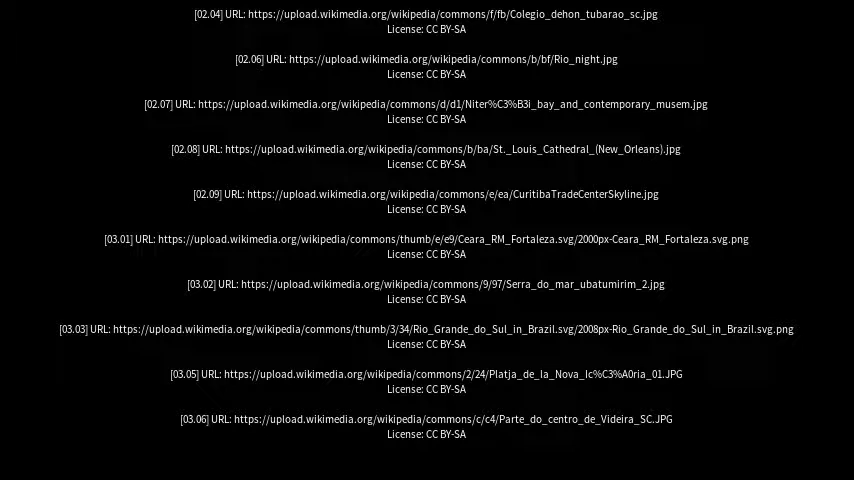 [02.04] URL: https://upload.wikimedia.org/wikipedia/commons/f/fb/Colegio_dehon_tubarao_sc.jpg
License: CC BY-SA
[02.06] URL: https://upload.wikimedia.org/wikipedia/commons/b/bf/Rio_night.jpg
License: CC BY-SA
[02.07] URL: https://upload.wikimedia.org/wikipedia/commons/d/d1/Niter%C3%B3i_bay_and_contemporary_musem.jpg
License: CC BY-SA
[02.08] URL: https://upload.wikimedia.org/wikipedia/commons/b/ba/St._Louis_Cathedral_(New_Orleans).jpg
License: CC BY-SA
[02.09] URL: https://upload.wikimedia.org/wikipedia/commons/e/ea/CuritibaTradeCenterSkyline.jpg
License: CC BY-SA
[03.01] URL: https://upload.wikimedia.org/wikipedia/commons/thumb/e/e9/Ceara_RM_Fortaleza.svg/2000px-Ceara_RM_Fortaleza.svg.png
License: CC BY-SA
[03.02] URL: https://upload.wikimedia.org/wikipedia/commons/9/97/Serra_do_mar_ubatumirim_2.jpg
License: CC BY-SA
[03.03] URL: https://upload.wikimedia.org/wikipedia/commons/thumb/3/34/Rio_Grande_do_Sul_in_Brazil.svg/2008px-Rio_Grande_do_Sul_in_Brazil.svg.png
License: CC BY-SA
[03.05] URL: https://upload.wikimedia.org/wikipedia/commons/2/24/Platja_de_la_Nova_Ic%C3%A0ria_01.JPG
License: CC BY-SA
[03.06] URL: https://upload.wikimedia.org/wikipedia/commons/c/c4/Parte_do_centro_de_Videira_SC.JPG
License: CC BY-SA